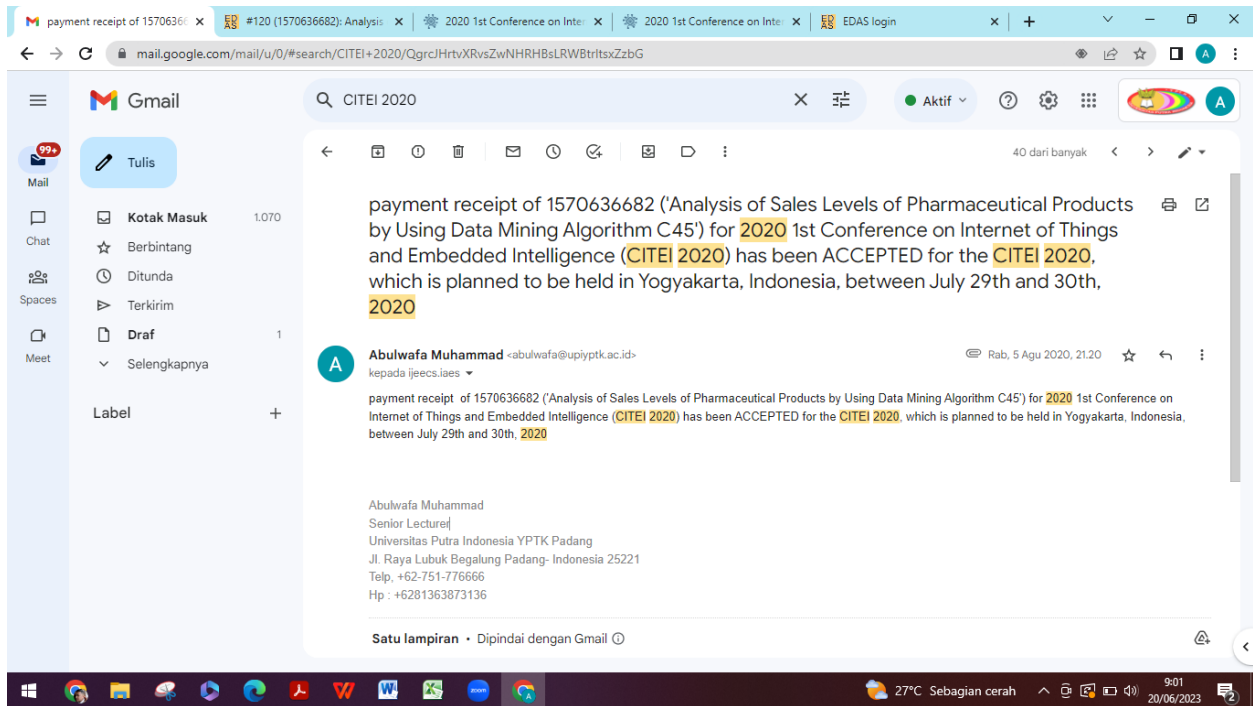 payment receipt of 15706366
#120 (1570636682): Analysis
2020 1st Conference on Inter
2020 1st Conference on Inter
EDAS login
mail.google.com/mail/u/0/#search/CITEI+2020/QgrcJHrtvXRvsZwNHRHBsLRWBtrltsxZzbG
Gmail
CITEI 2020
Aktif
A
99+
Mail
Chat
Spaces
Meet
Tulis
Kotak Masuk 1.070
Berbintang
Ditunda
Terkirim
Draf 1
Selengkapnya
Label
40 dari banyak
payment receipt of 1570636682 ('Analysis of Sales Levels of Pharmaceutical Products
by Using Data Mining Algorithm C45') for 2020 1st Conference on Internet of Things
and Embedded Intelligence (CITEI 2020) has been ACCEPTED for the CITEI 2020,
which is planned to be held in Yogyakarta, Indonesia, between July 29th and 30th,
2020
A
Abulwafa Muhammad <abulwafa@upiyptk.ac.id> Rab, 5 Agu 2020, 21.20
kepada ijeecs.iaes
payment receipt of 1570636682 ('Analysis of Sales Levels of Pharmaceutical Products by Using Data Mining Algorithm C45') for 2020 1st Conference on
Internet of Things and Embedded Intelligence (CITEI 2020) has been ACCEPTED for the CITEI 2020, which is planned to be held in Yogyakarta, Indonesia,
between July 29th and 30th, 2020
Abulwafa Muhammad
Senior Lecturer
Universitas Putra Indonesia YPTK Padang
Jl. Raya Lubuk Begalung Padang- Indonesia 25221
Telp, +62-751-776666
Hp : +6281363873136
Satu lampiran • Dipindai dengan Gmail
27°C Sebagian cerah
9:01
20/06/2023